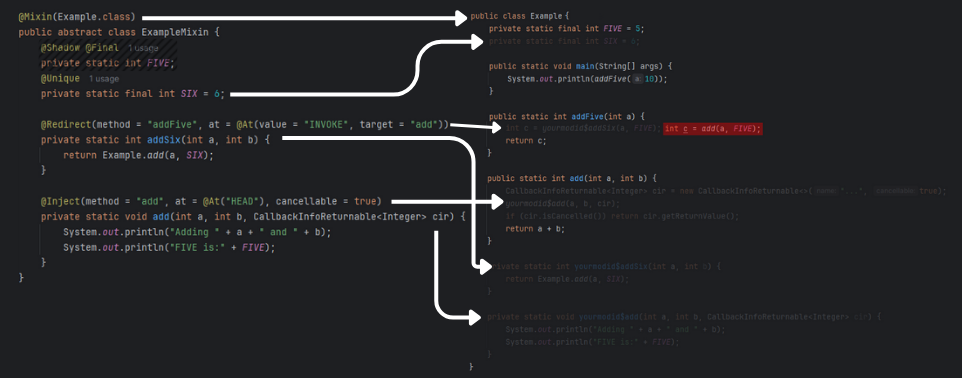 @Mixin(Example.class)
public abstract class ExampleMixin {
@Shadow @Final 1 usage
private static int FIVE;
@Unique 1 usage
private static final int SIX = 6;
@Redirect(method = "addFive", at = @At(value = "INVOKE", target = "add"))
private static int addSix(int a, int b) {
return Example.add(a, SIX);
}
@Inject(method = "add", at = @At("HEAD"), cancellable = true)
private static void add(int a, int b, CallbackInfoReturnable<Integer> cir) {
System.out.println("Adding " + a + " and " + b);
System.out.println("FIVE is:" + FIVE);
}
}
public class Example {
private static final int FIVE = 5;
private static final int SIX = 6;
public static void main(String[] args) {
System.out.println(addFive( a: 10));
}
public static int addFive(int a) {
int c = yourmodid$addSix(a, FIVE); int c = add(a, FIVE);
return c;
}
public static int add(int a, int b) {
CallbackInfoReturnable<Integer> cir = new CallbackInfoReturnable<>( name: "...", cancellable: true);
yourmodid$add(a, b, cir);
if (cir.isCancelled()) return cir.getReturnValue();
return a + b;
}
private static int yourmodid$addSix(int a, int b) {
return Example.add(a, SIX);
}
private static void yourmodid$add(int a, int b, CallbackInfoReturnable<Integer> cir) {
System.out.println("Adding " + a + " and " + b);
System.out.println("FIVE is:" + FIVE);
}
}